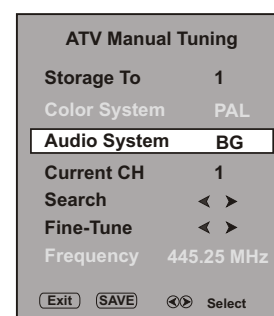 ATV Manual Tuning
Storage To 1
Color System PAL
Audio System BG
Current CH 1
Search
Fine-Tune
Frequency 445.25 MHz
Exit SAVE Select